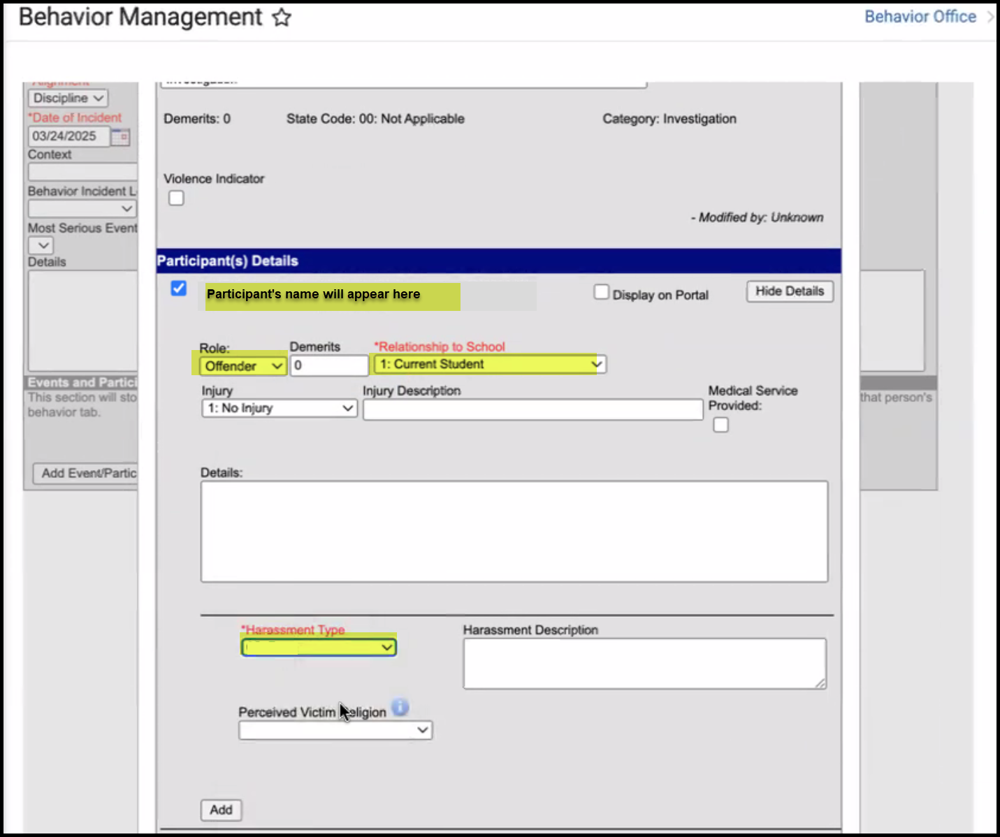 Behavior Management
Behavior Office
*Alignment
Discipline
*Date of Incident
03/24/2025
Context
Behavior Incident L
Most Serious Event
Details
Events and Partici
This section will sto
behavior tab.
Add Event/Partic
that person's
Investigation
Demerits: 0
State Code: 00: Not Applicable
Category: Investigation
Violence Indicator
- Modified by: Unknown
Participant(s) Details
Participant's name will appear here
Display on Portal
Hide Details
Role:
Demerits
*Relationship to School
Offender
0
1: Current Student
Injury
Injury Description
Medical Service
Provided:
1: No Injury
Details:
*Harassment Type
Harassment Description
Perceived Victim Religion
Add